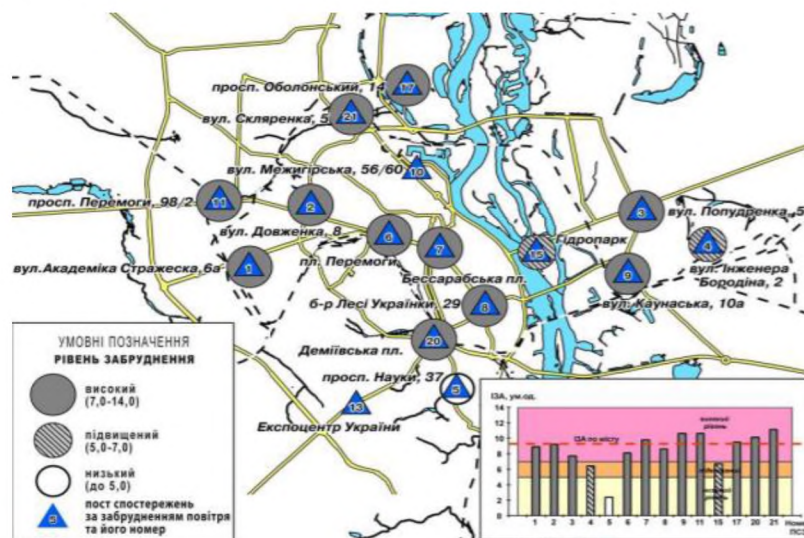 просп. Оболонський, 14
17
вул. Скляренка, 5
21
вул. Межигірська, 56/60
10
просп. Перемоги, 98/2
11
2
3
вул. Попудренка, 5
вул. Довженка, 8
6
7
Гідропарк
15
4
вул.Академіка Стражеска, 6а
1
пл. Перемоги
Бессарабська пл.
9
вул. Інженера
Бородіна, 2
б-р Лесі Українки, 29
8
вул. Каунаська, 10а
Деміївська пл.
20
просп. Науки, 37
5
13
Експоцентр України
УМОВНІ ПОЗНАЧЕННЯ
РІВЕНЬ ЗАБРУДНЕННЯ
високий
(7,0-14,0)
підвищений
(5,0-7,0)
низький
(до 5,0)
5
пост спостережень
за забрудненням повітря
та його номер
ІЗА, ум.од.
14
12
10
8
6
4
2
0
рівень
ІЗА по місту
1 2 3 4 5 6 7 8 9 11 15 17 20 21
Номе
ПСЗ